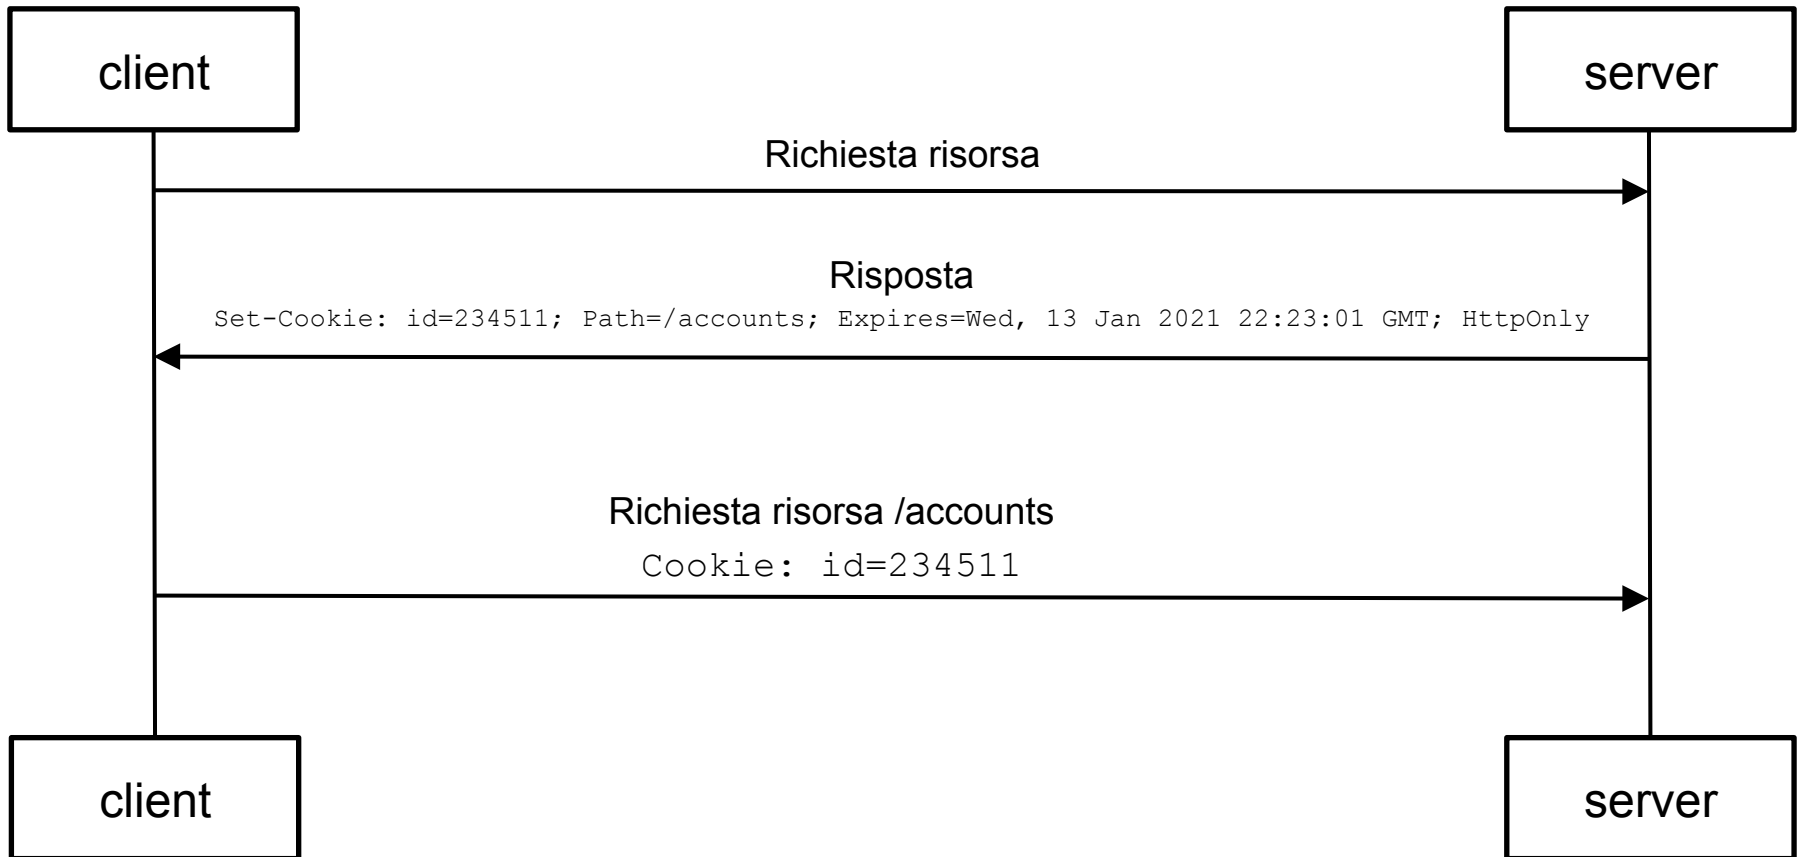 client
server
Richiesta risorsa
Risposta
Set-Cookie: id=234511; Path=/accounts; Expires=Wed, 13 Jan 2021 22:23:01 GMT; HttpOnly
Richiesta risorsa /accounts
Cookie: id=234511
client
server